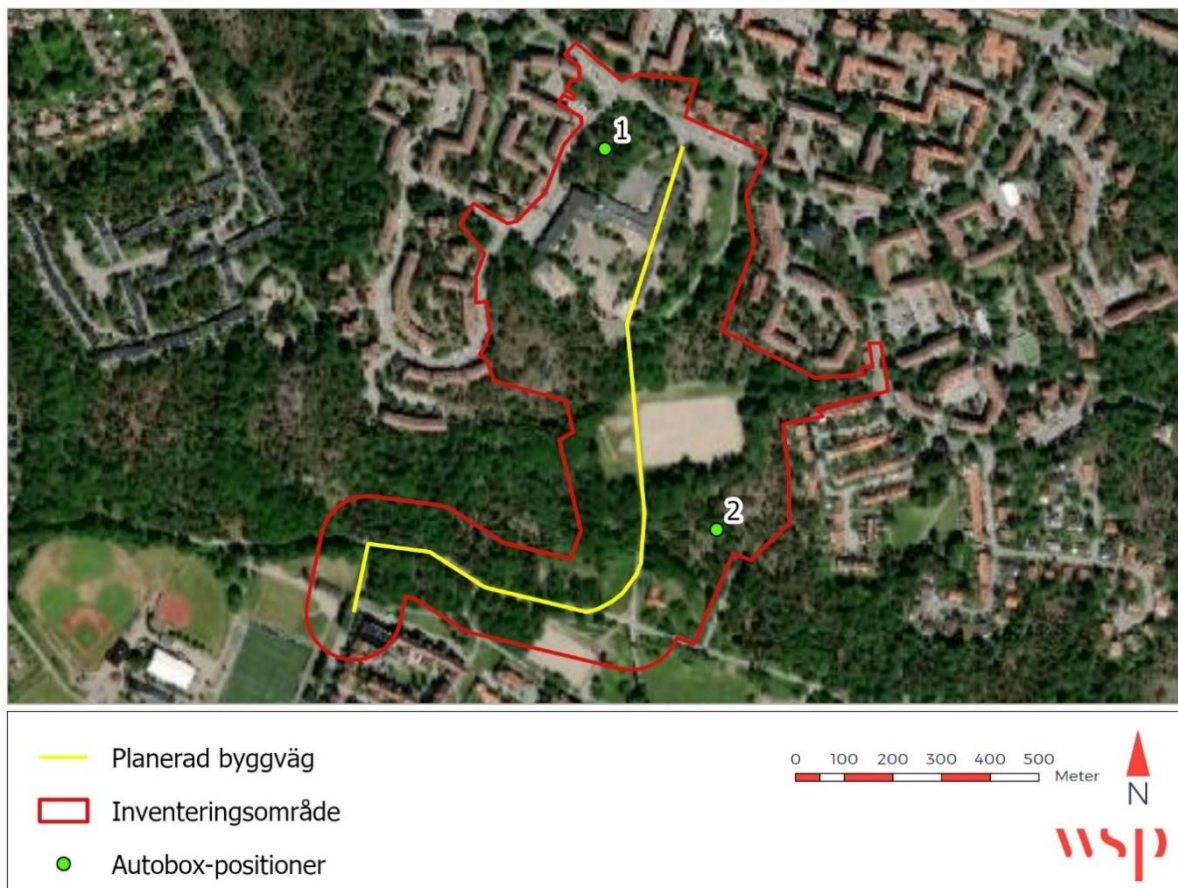 1
2
Planerad byggväg
Inventeringsområde
Autobox-positioner
0 100 200 300 400 500
Meter
N
wsp